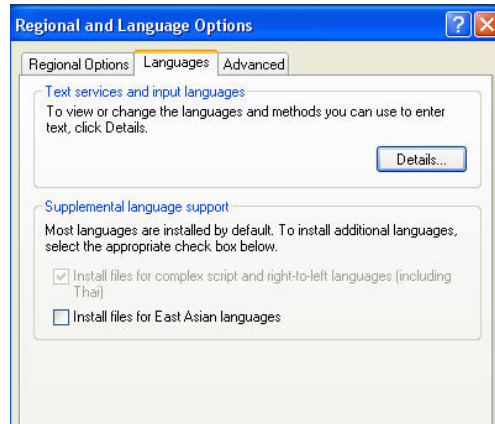 Regional and Language Options
Regional Options Languages Advanced
Text services and input languages
To view or change the languages and methods you can use to enter
text, click Details.
Details...
Supplemental language support
Most languages are installed by default. To install additional languages,
select the appropriate check box below.
Install files for complex script and right-to-left languages (including
Thai)
Install files for East Asian languages